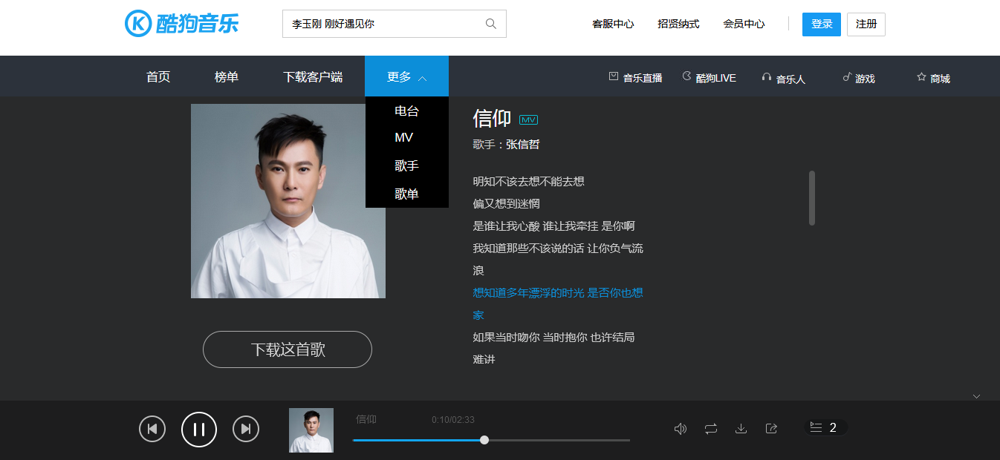 酷狗音乐
李玉刚 刚好遇见你
客服中心 招贤纳式 会员中心 登录 注册
首页 榜单 下载客户端 更多
音乐直播 酷狗LIVE 音乐人 游戏 商城
电台
MV
歌手
歌单
信仰 MV
歌手：张信哲
明知不该去想不能去想
偏又想到迷惘
是谁让我心酸 谁让我牵挂 是你啊
我知道那些不该说的话 让你负气流
浪
想知道多年漂浮的时光 是否你也想
家
如果当时吻你 当时抱你 也许结局
难讲
下载这首歌
信仰 0:10/02:33
2